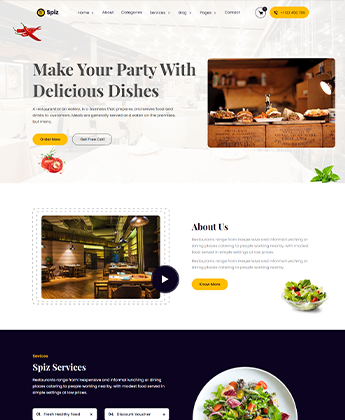 Spiz
Home
About
Categories
Services
Blog
Pages
Contact
Make Your Party With
Delicious Dishes
A restaurant or an eatery, is a business that prepares and serves food and
drinks to customers. Meals are generally served and eaten on the premises,
but many.
Order Now
Get Free Call
About Us
Restaurants range from inexpensive and informal lunching or
dining places catering to people working nearby, with modest
food served in simple settings at low prices.
Restaurants range from inexpensive and informal lunching or
dining places catering to people working nearby.
Know More
Services
Spiz Services
Restaurants range from inexpensive and informal lunching or dining
places catering to people working nearby, with modest food served in
simple settings at low prices.
01. Fresh Healthy Food
04. Discount Voucher